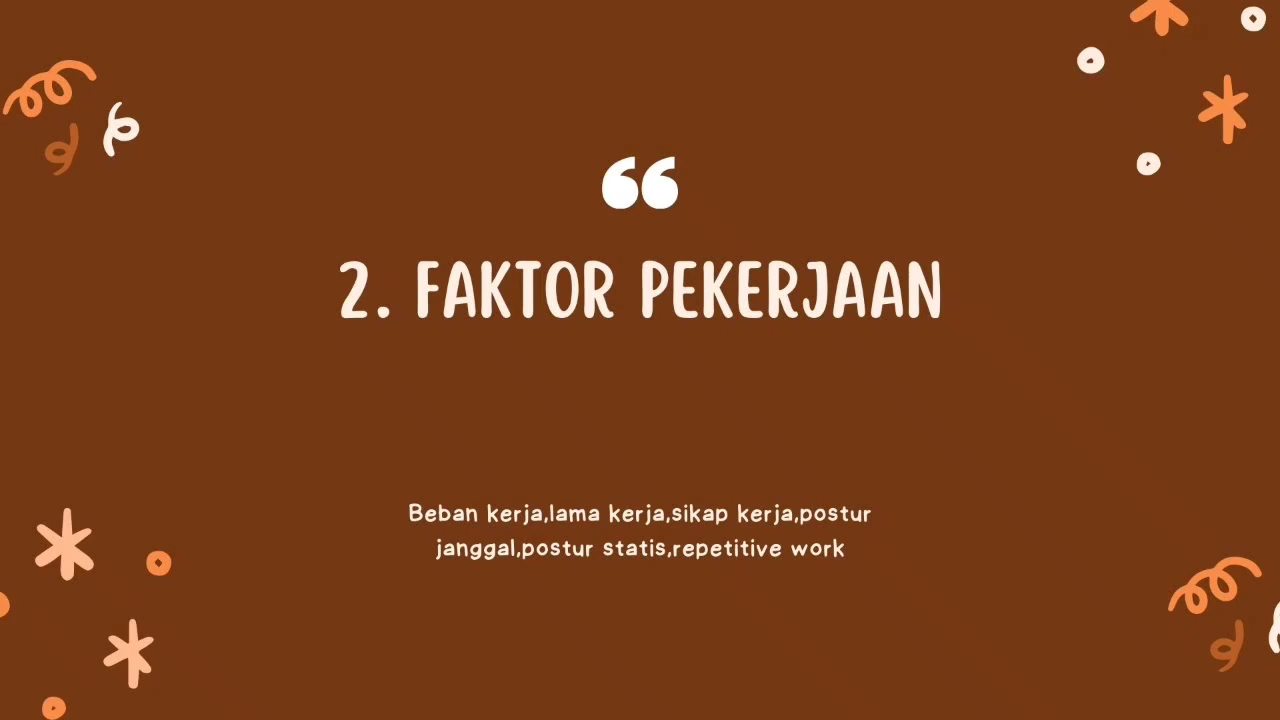 “
2. FAKTOR PEKERJAAN
Beban kerja,lama kerja,sikap kerja,postur
janggal,postur statis,repetitive work